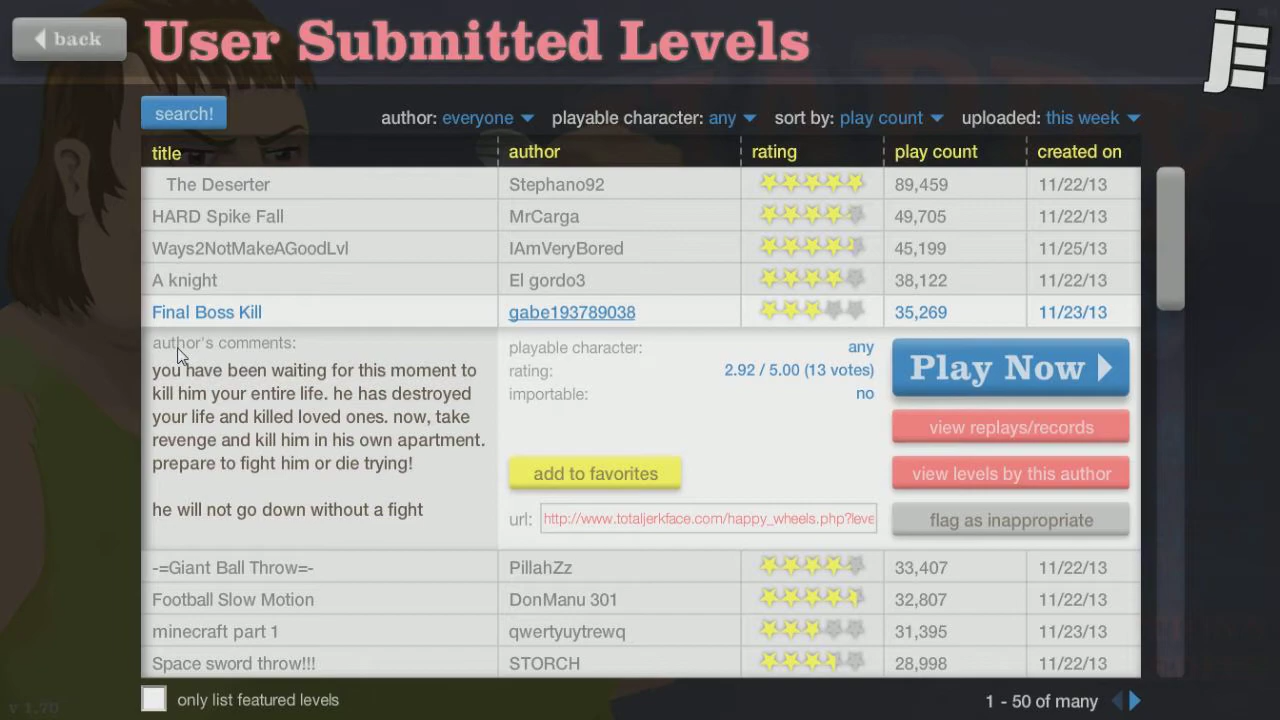 back
User Submitted Levels
jE
search!
author: everyone playable character: any sort by: play count uploaded: this week
title author rating play count created on
The Deserter Stephano92 89,459 11/22/13
HARD Spike Fall MrCarga 49,705 11/22/13
Ways2NotMakeAGoodLvl IAmVeryBored 45,199 11/25/13
A knight El gordo3 38,122 11/22/13
Final Boss Kill gabe193789038 35,269 11/23/13
author's comments:
you have been waiting for this moment to
kill him your entire life. he has destroyed
your life and killed loved ones. now, take
revenge and kill him in his own apartment.
prepare to fight him or die trying!
he will not go down without a fight
playable character: any
rating: 2.92 / 5.00 (13 votes)
importable: no
add to favorites
url: http://www.totaljerkface.com/happy_wheels.php?leve
Play Now
view replays/records
view levels by this author
flag as inappropriate
-=Giant Ball Throw=- PillahZz 33,407 11/22/13
Football Slow Motion DonManu 301 32,807 11/22/13
minecraft part 1 qwertyuytrewq 31,395 11/23/13
Space sword throw!!! STORCH 28,998 11/22/13
only list featured levels
1 - 50 of many
v 1.70